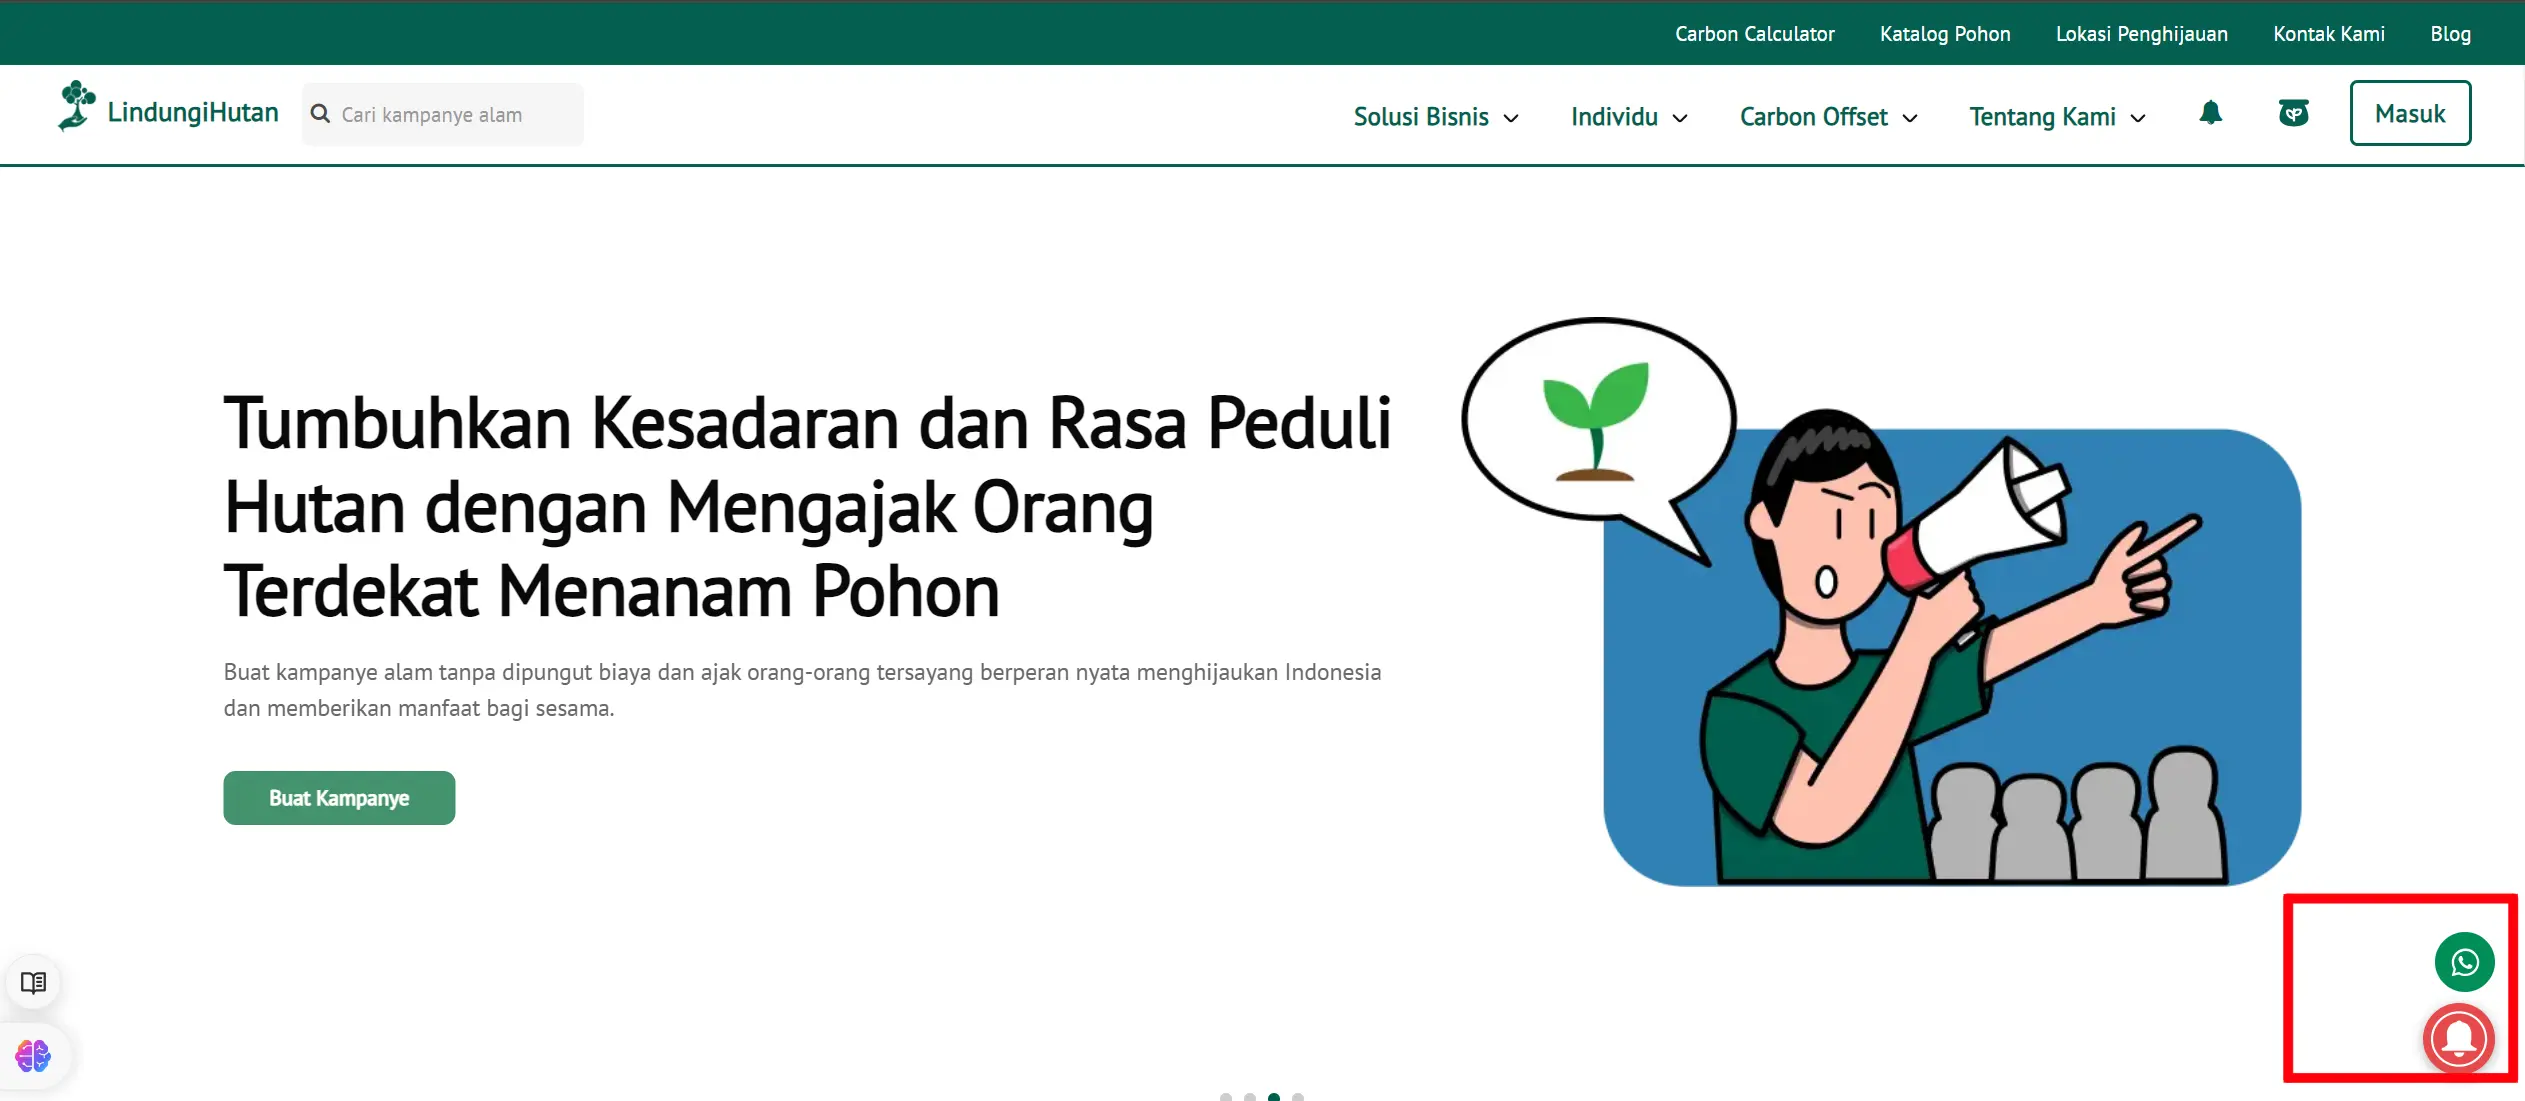 Carbon Calculator Katalog Pohon Lokasi Penghijauan Kontak Kami Blog
LindungiHutan Cari kampanye alam Solusi Bisnis Individu Carbon Offset Tentang Kami Masuk
Tumbuhkan Kesadaran dan Rasa Peduli
Hutan dengan Mengajak Orang
Terdekat Menanam Pohon
Buat kampanye alam tanpa dipungut biaya dan ajak orang-orang tersayang berperan nyata menghijaukan Indonesia
dan memberikan manfaat bagi sesama.
Buat Kampanye